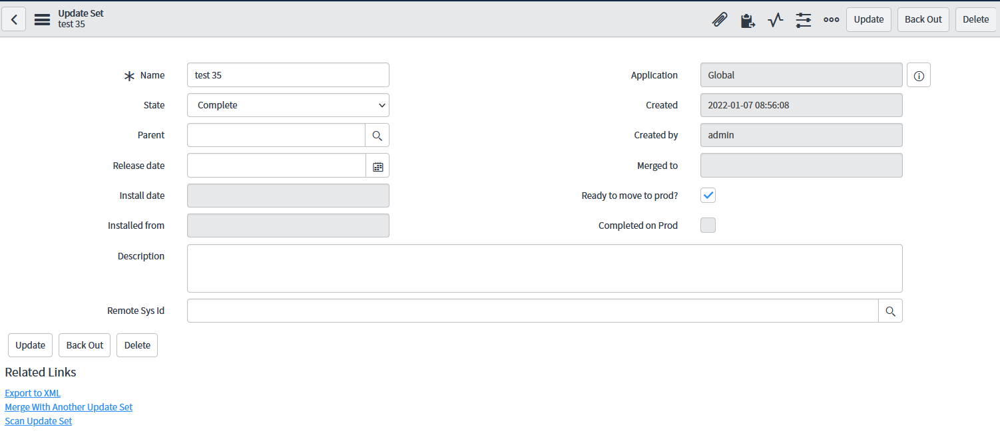 Update Set
test 35
Update Back Out Delete
Name test 35
Application Global
State Complete
Created 2022-01-07 08:56:08
Parent
Created by admin
Release date
Merged to
Install date
Ready to move to prod?
Installed from
Completed on Prod
Description
Remote Sys Id
Update Back Out Delete
Related Links
Export to XML
Merge With Another Update Set
Scan Update Set